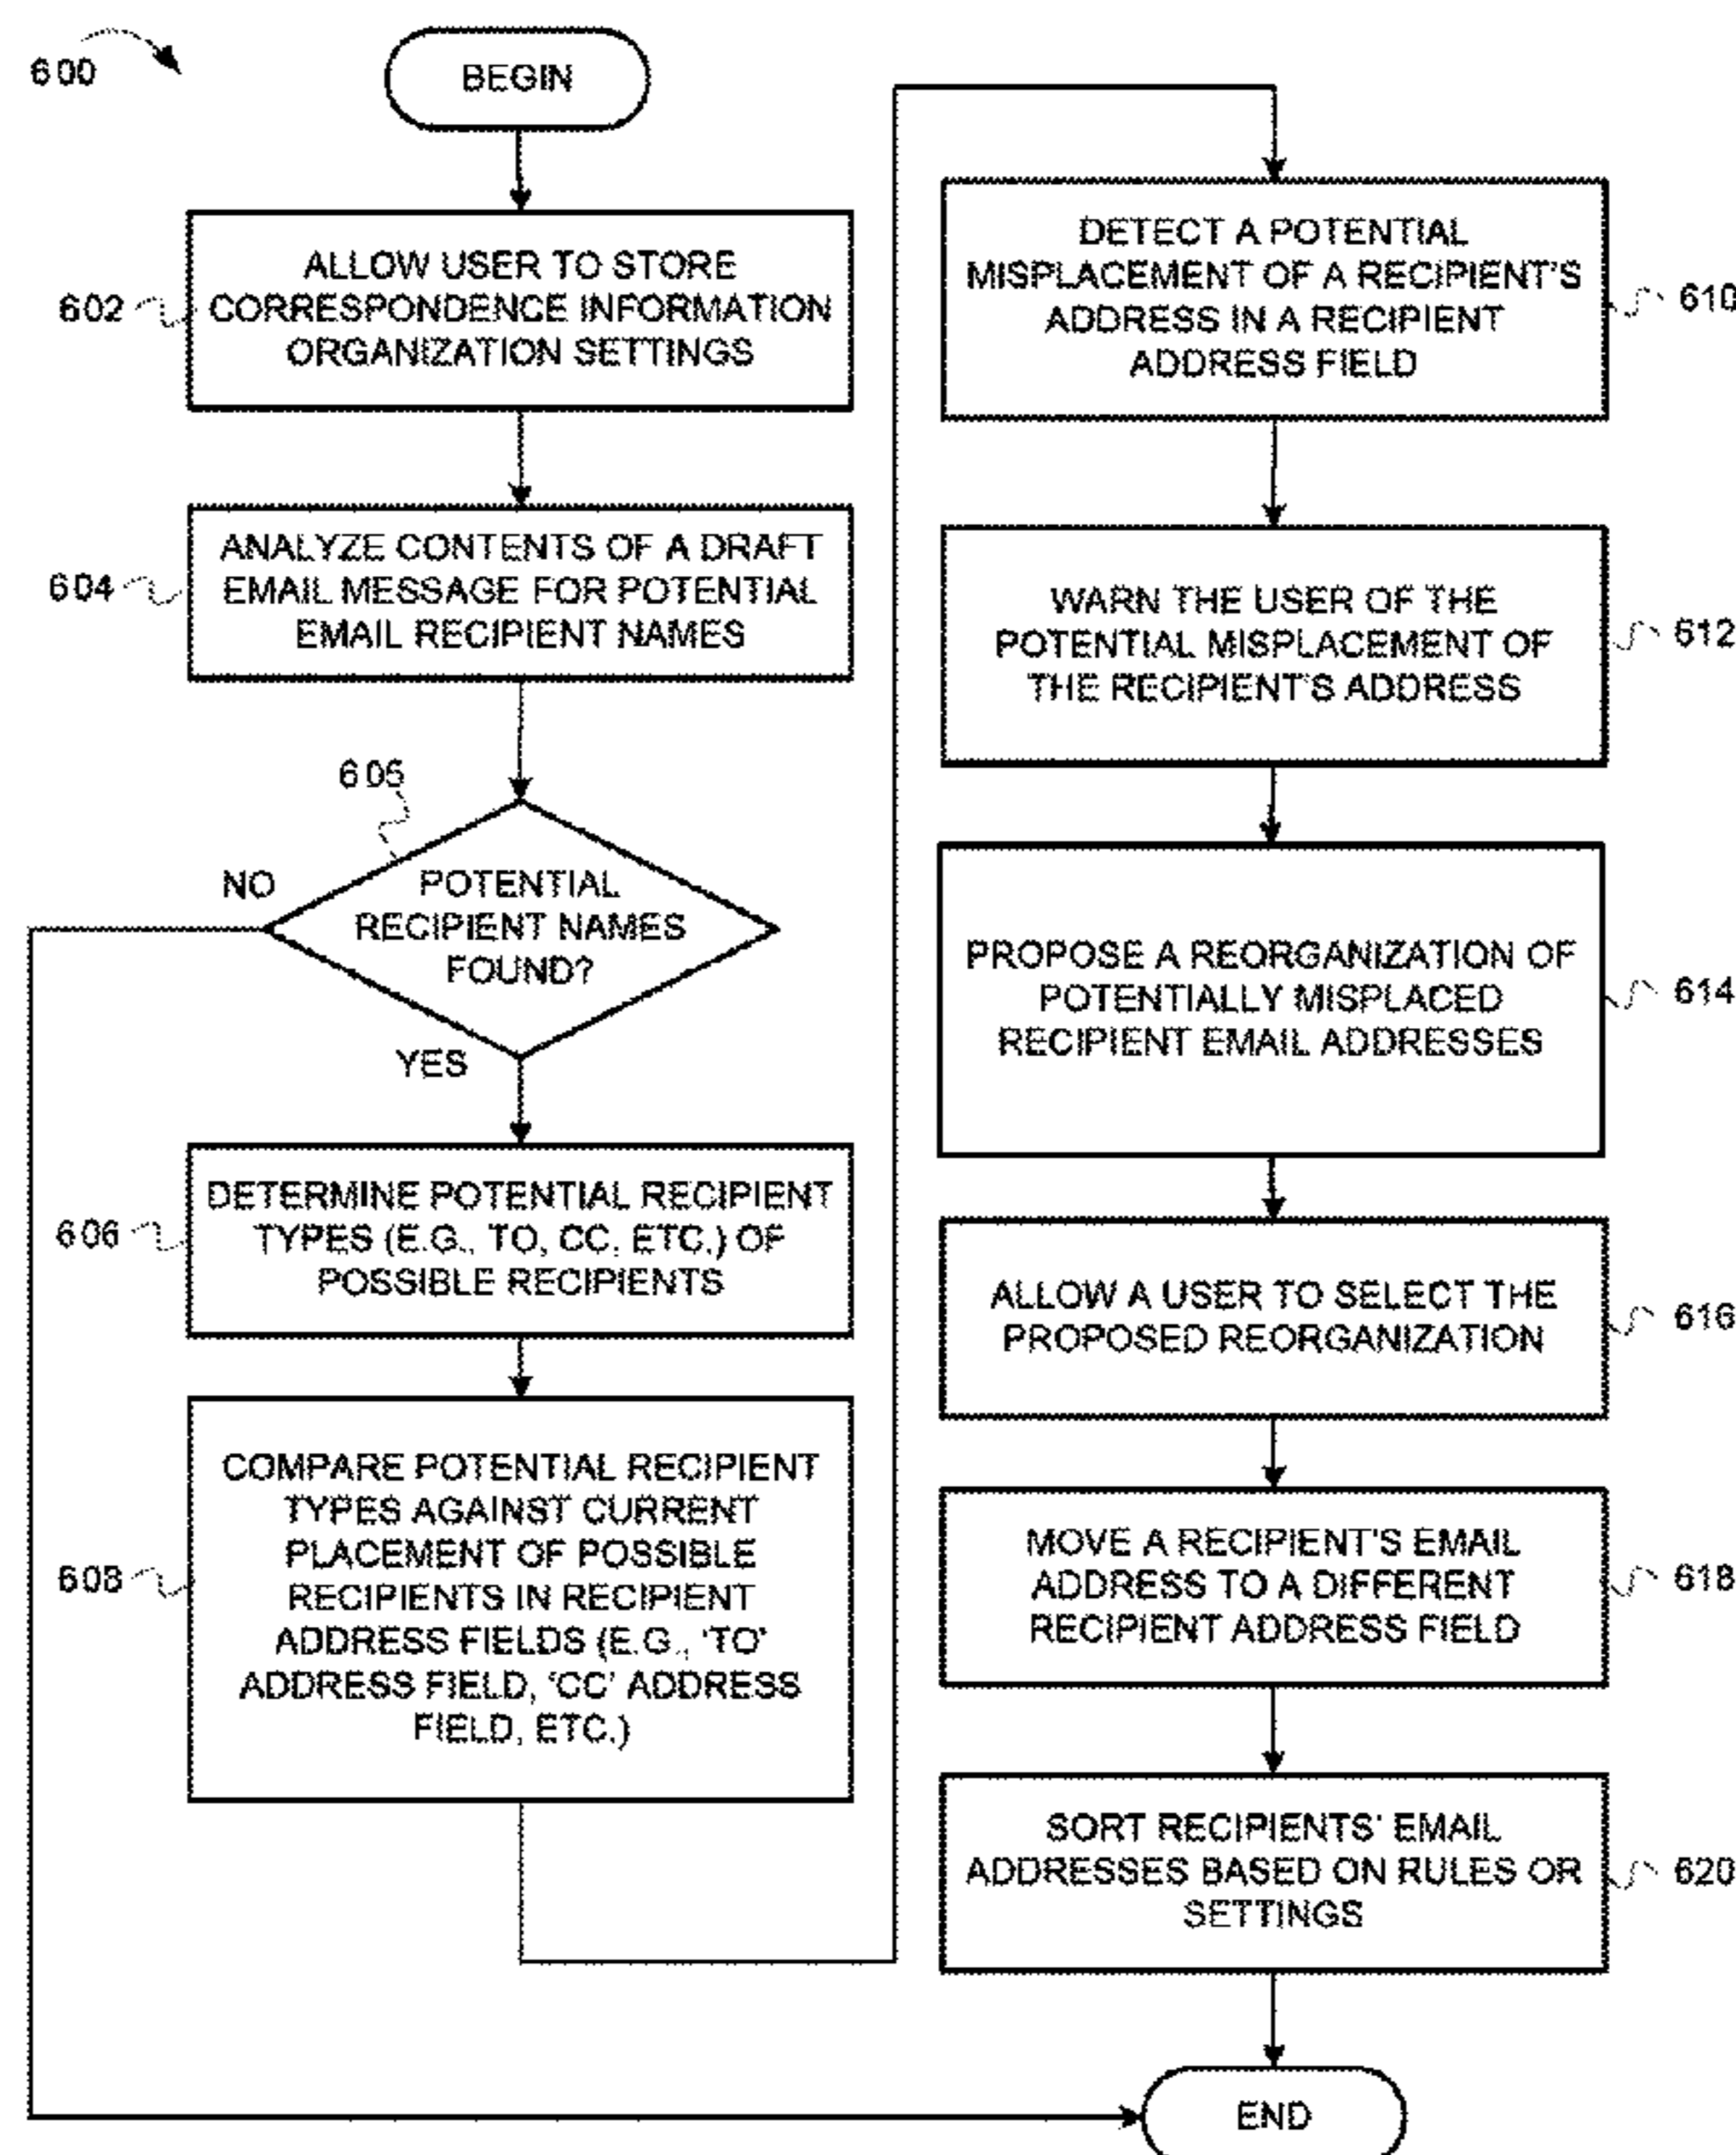 600
BEGIN
602
ALLOW USER TO STORE
CORRESPONDENCE INFORMATION
ORGANIZATION SETTINGS
604
ANALYZE CONTENTS OF A DRAFT
EMAIL MESSAGE FOR POTENTIAL
EMAIL RECIPIENT NAMES
605
NO
POTENTIAL
RECIPIENT NAMES
FOUND?
YES
606
DETERMINE POTENTIAL RECIPIENT
TYPES (E.G., TO, CC, ETC.) OF
POSSIBLE RECIPIENTS
608
COMPARE POTENTIAL RECIPIENT
TYPES AGAINST CURRENT
PLACEMENT OF POSSIBLE
RECIPIENTS IN RECIPIENT
ADDRESS FIELDS (E.G., 'TO'
ADDRESS FIELD, 'CC' ADDRESS
FIELD, ETC.)
DETECT A POTENTIAL
MISPLACEMENT OF A RECIPIENT'S
ADDRESS IN A RECIPIENT
ADDRESS FIELD
610
WARN THE USER OF THE
POTENTIAL MISPLACEMENT OF
THE RECIPIENT'S ADDRESS
612
PROPOSE A REORGANIZATION OF
POTENTIALLY MISPLACED
RECIPIENT EMAIL ADDRESSES
614
ALLOW A USER TO SELECT THE
PROPOSED REORGANIZATION
616
MOVE A RECIPIENT'S EMAIL
ADDRESS TO A DIFFERENT
RECIPIENT ADDRESS FIELD
618
SORT RECIPIENTS' EMAIL
ADDRESSES BASED ON RULES OR
SETTINGS
620
END